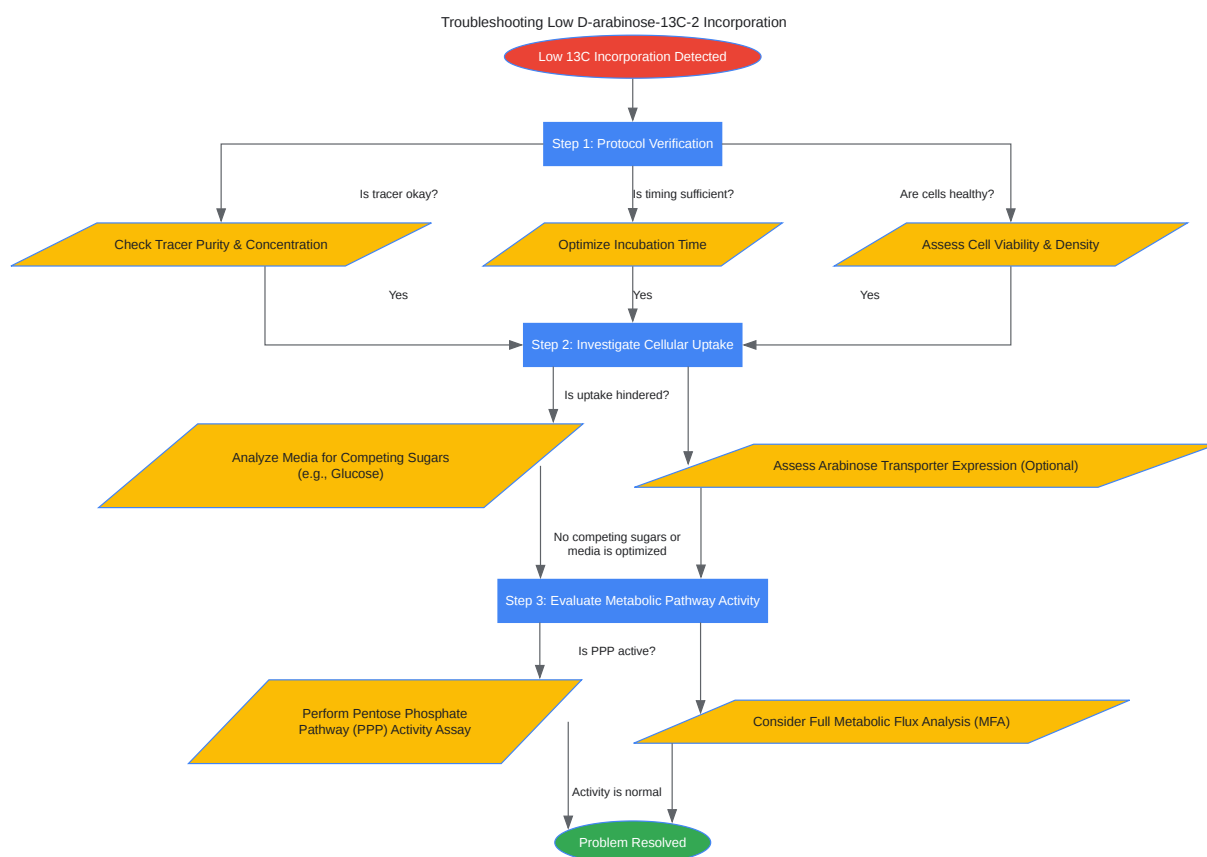 Troubleshooting Low D-arabinose-13C-2 Incorporation
Low 13C Incorporation Detected
Step 1: Protocol Verification
Is tracer okay?
Is timing sufficient?
Are cells healthy?
Check Tracer Purity & Concentration
Optimize Incubation Time
Assess Cell Viability & Density
Yes
Yes
Yes
Step 2: Investigate Cellular Uptake
Is uptake hindered?
Analyze Media for Competing Sugars
(e.g., Glucose)
Assess Arabinose Transporter Expression (Optional)
No competing sugars or
media is optimized
Step 3: Evaluate Metabolic Pathway Activity
Is PPP active?
Perform Pentose Phosphate
Pathway (PPP) Activity Assay
Consider Full Metabolic Flux Analysis (MFA)
Activity is normal
Problem Resolved